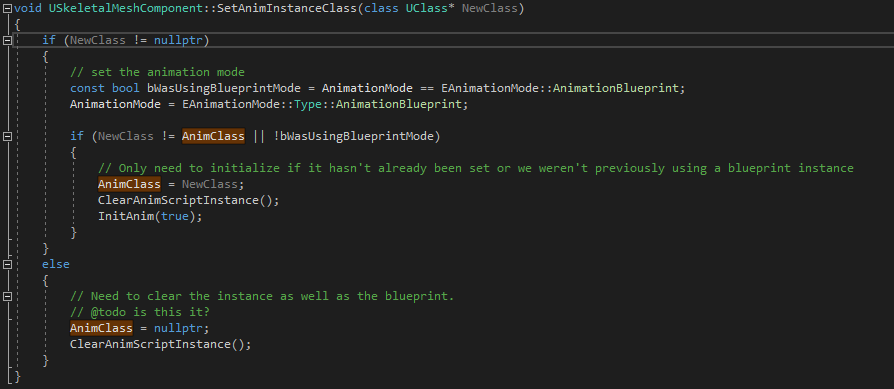 void USkeletalMeshComponent::SetAnimInstanceClass(class UClass* NewClass)
{
if (NewClass != nullptr)
{
// set the animation mode
const bool bWasUsingBlueprintMode = AnimationMode == EAnimationMode::AnimationBlueprint;
AnimationMode = EAnimationMode::Type::AnimationBlueprint;
if (NewClass != AnimClass || !bWasUsingBlueprintMode)
{
// Only need to initialize if it hasn't already been set or we weren't previously using a blueprint instance
AnimClass = NewClass;
ClearAnimScriptInstance();
InitAnim(true);
}
}
else
{
// Need to clear the instance as well as the blueprint.
// @todo is this it?
AnimClass = nullptr;
ClearAnimScriptInstance();
}
}